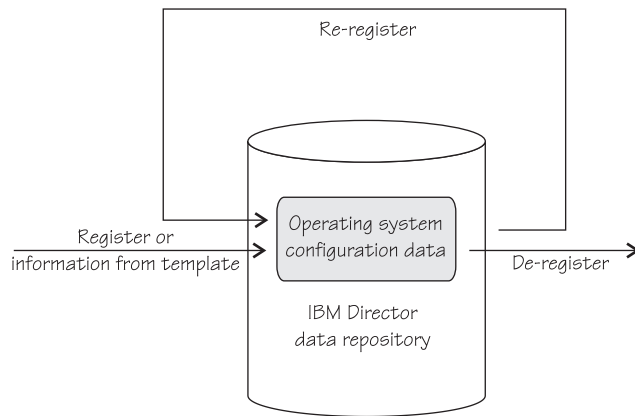 Re-register
Operating system
configuration data
Register or
information from template
De-register
IBM Director
data repository